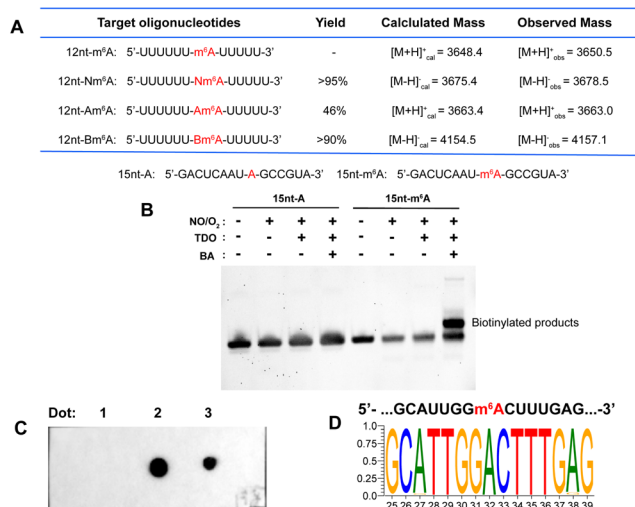 A
Target oligonucleotides Yield Calclulated Mass Observed Mass
12nt-m⁶A: 5'-UUUUUU-m⁶A-UUUUU-3' - [M+H]⁺cal = 3648.4 [M+H]⁺obs = 3650.5
12nt-Nm⁶A: 5'-UUUUUU-Nm⁶A-UUUUU-3' >95% [M-H]⁻cal = 3675.4 [M-H]⁻obs = 3678.5
12nt-Am⁶A: 5'-UUUUUU-Am⁶A-UUUUU-3' 46% [M+H]⁺cal = 3663.4 [M+H]⁺obs = 3663.0
12nt-Bm⁶A: 5'-UUUUUU-Bm⁶A-UUUUU-3' >90% [M-H]⁻cal = 4154.5 [M-H]⁻obs = 4157.1
15nt-A: 5'-GACUCAAU-A-GCCGUA-3' 15nt-m⁶A: 5'-GACUCAAU-m⁶A-GCCGUA-3'
B
15nt-A 15nt-m⁶A
NO/O₂ : - + + + - + + +
TDO : - - + + - - + +
BA : - - - + - - - +
Biotinylated products
C
Dot: 1 2 3
D
5'- ...GCAUUGGm⁶ACUUUGAG...-3'
1.0
0.75
0.5
0.25
0.0
GCATTGGACTTTGAG
25 26 27 28 29 30 31 32 33 34 35 36 37 38 39